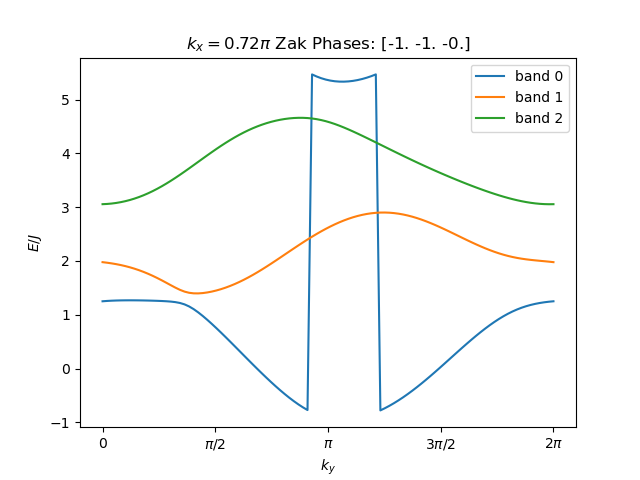 $k_x = 0.72\pi$ Zak Phases: [-1. -1. -0.]
band 0
band 1
band 2
E/J
5
4
3
2
1
0
−1
0
π/2
π
3π/2
2π
$k_y$